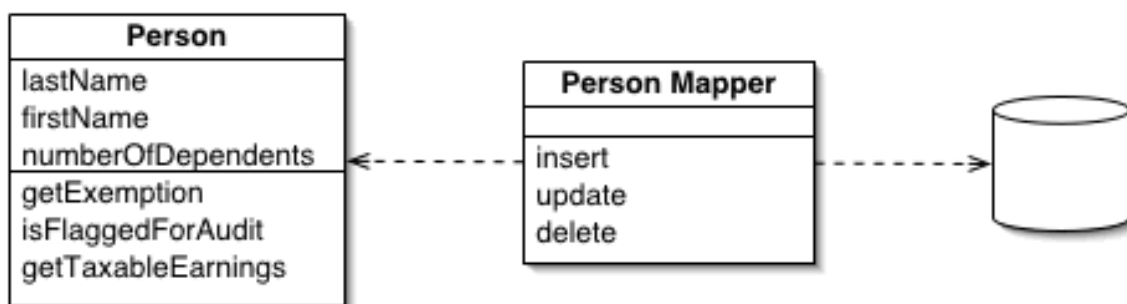 Person
lastName
firstName
numberOfDependents
getExemption
isFlaggedForAudit
getTaxableEarnings
Person Mapper
insert
update
delete